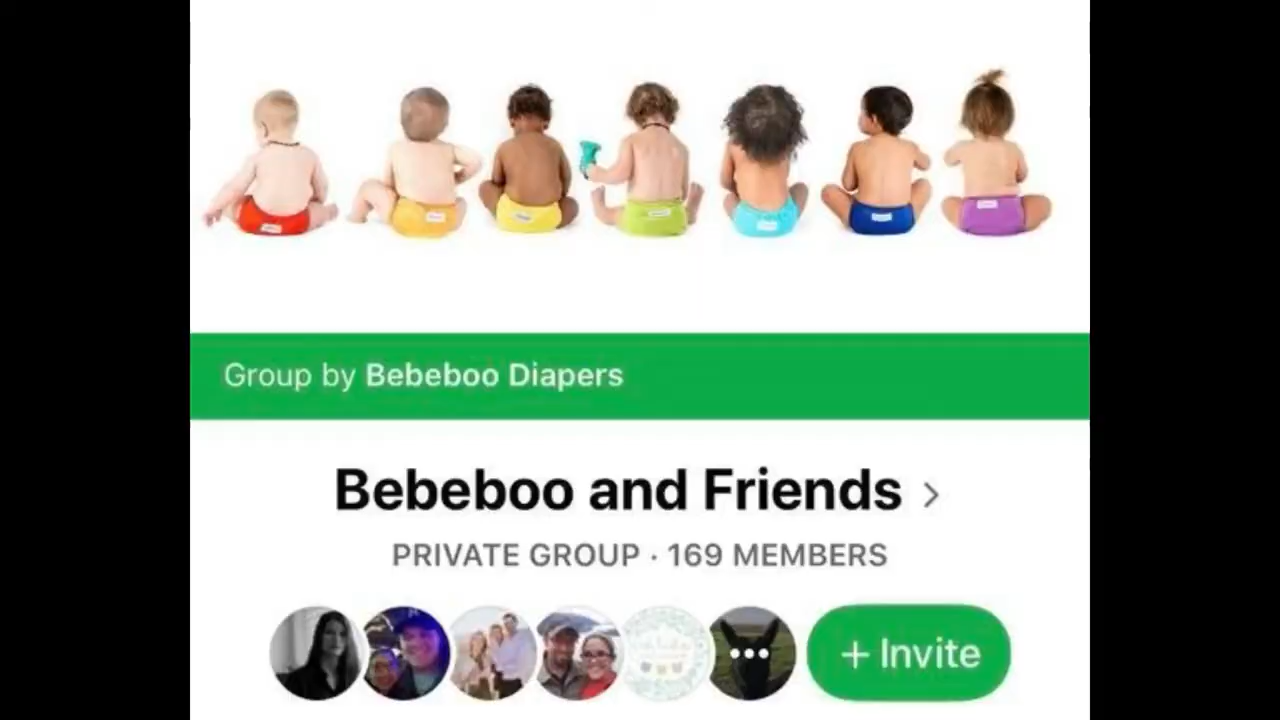 Group by Bebeboo Diapers
Bebeboo and Friends >
PRIVATE GROUP · 169 MEMBERS
+ Invite